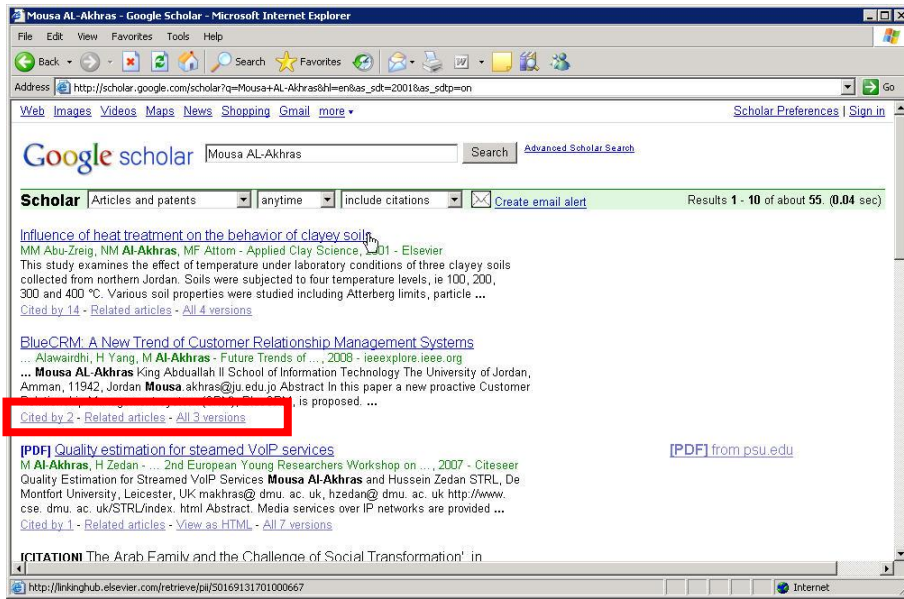 Mousa AL-Akhras - Google Scholar - Microsoft Internet Explorer
File Edit View Favorites Tools Help
Back Search Favorites
Address http://scholar.google.com/scholar?q=Mousa+AL-Akhras&hl=en&as_sdt=2001&as_sdtp=on Go
Web Images Videos Maps News Shopping Gmail more Scholar Preferences | Sign in
Google scholar Mousa AL-Akhras Search Advanced Scholar Search
Scholar Articles and patents anytime include citations Create email alert Results 1 - 10 of about 55. (0.04 sec)
Influence of heat treatment on the behavior of clayey soils
MM Abu-Zreig, NM Al-Akhras, MF Attom - Applied Clay Science, 2001 - Elsevier
This study examines the effect of temperature under laboratory conditions of three clayey soils
collected from northern Jordan. Soils were subjected to four temperature levels, ie 100, 200,
300 and 400 °C. Various soil properties were studied including Atterberg limits, particle ...
Cited by 14 - Related articles - All 4 versions
BlueCRM: A New Trend of Customer Relationship Management Systems
... Alawairdhi, H Yang, M Al-Akhras - Future Trends of ..., 2008 - ieeexplore.ieee.org
... Mousa AL-Akhras King Abduallah II School of Information Technology The University of Jordan,
Amman, 11942, Jordan Mousa.akhras@ju.edu.jo Abstract In this paper a new proactive Customer
is proposed. ...
Cited by 2 - Related articles - All 3 versions
[PDF] Quality estimation for steamed VoIP services [PDF] from psu.edu
M Al-Akhras, H Zedan - ... 2nd European Young Researchers Workshop on ..., 2007 - Citeseer
Quality Estimation for Streamed VoIP Services Mousa Al-Akhras and Hussein Zedan STRL, De
Montfort University, Leicester, UK makhras@ dmu. ac. uk, hzedan@ dmu. ac. uk http://www.
cse. dmu. ac. uk/STRL/index. html Abstract. Media services over IP networks are provided ...
Cited by 1 - Related articles - View as HTML - All 7 versions
[CITATION] The Arab Family and the Challenge of Social Transformation', in
http://linkinghub.elsevier.com/retrieve/pii/S0169131701000667 Internet